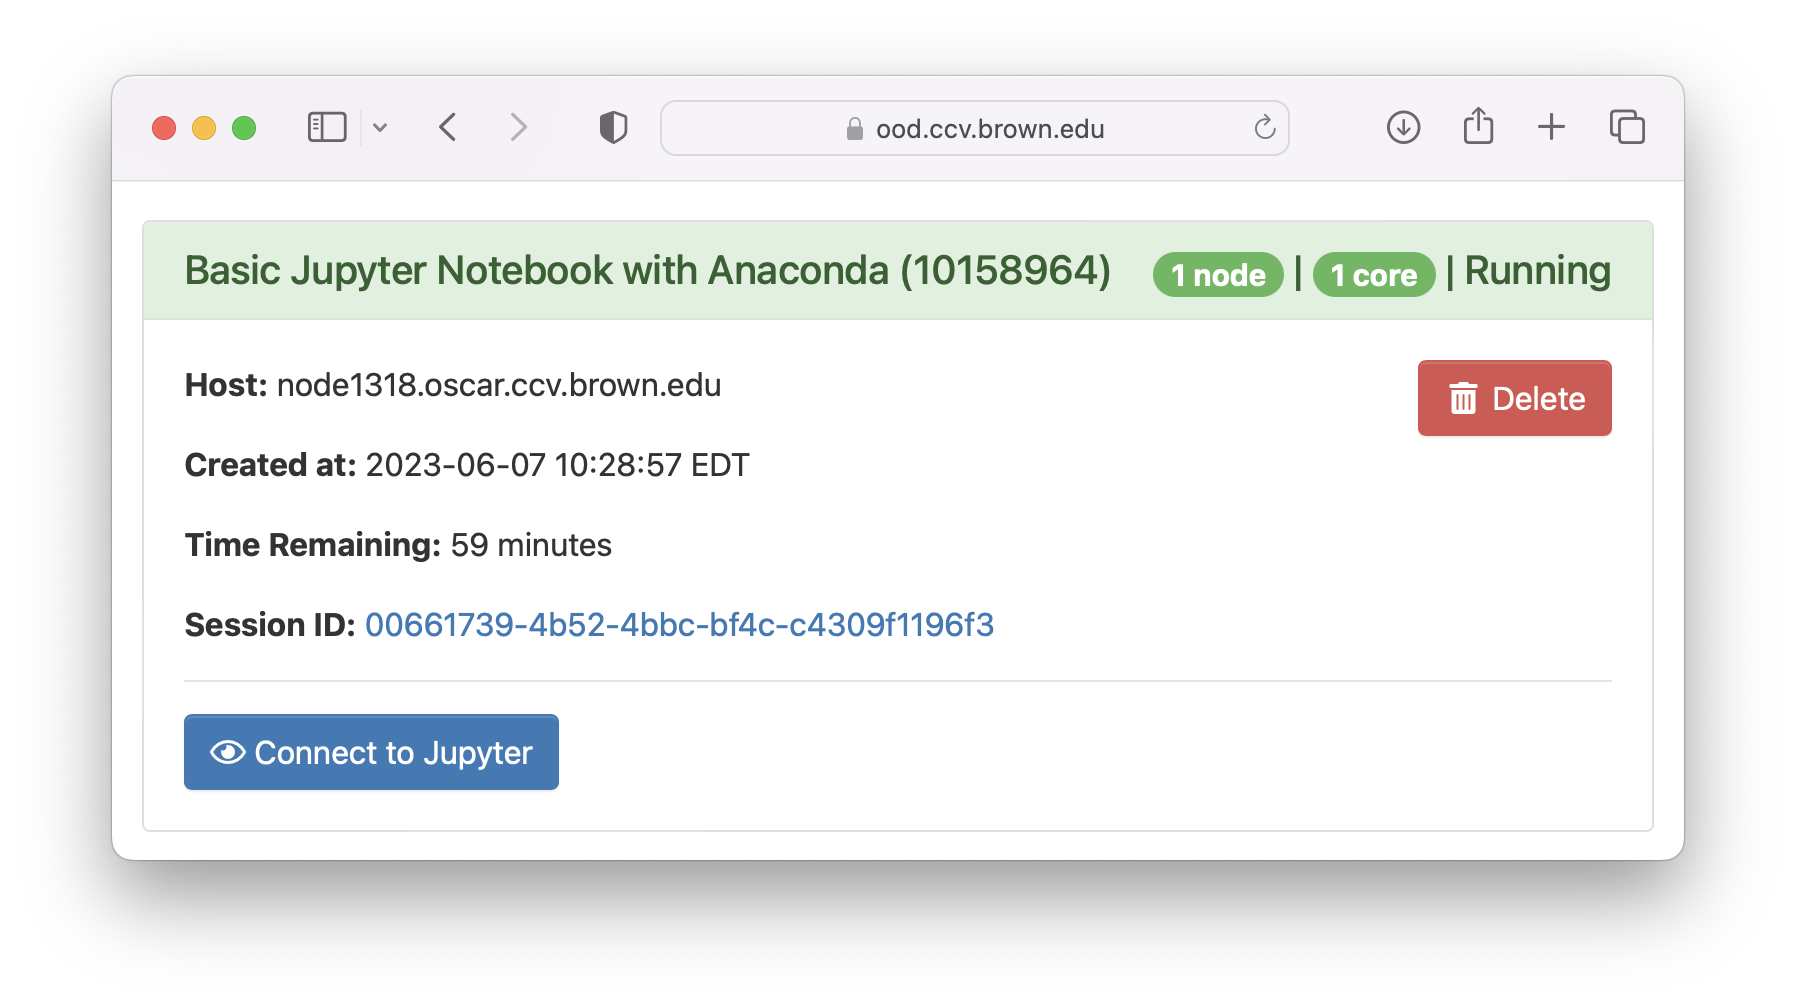 ood.ccv.brown.edu
Basic Jupyter Notebook with Anaconda (10158964) 1 node | 1 core | Running
Host: node1318.oscar.ccv.brown.edu
Delete
Created at: 2023-06-07 10:28:57 EDT
Time Remaining: 59 minutes
Session ID: 00661739-4b52-4bbc-bf4c-c4309f1196f3
Connect to Jupyter